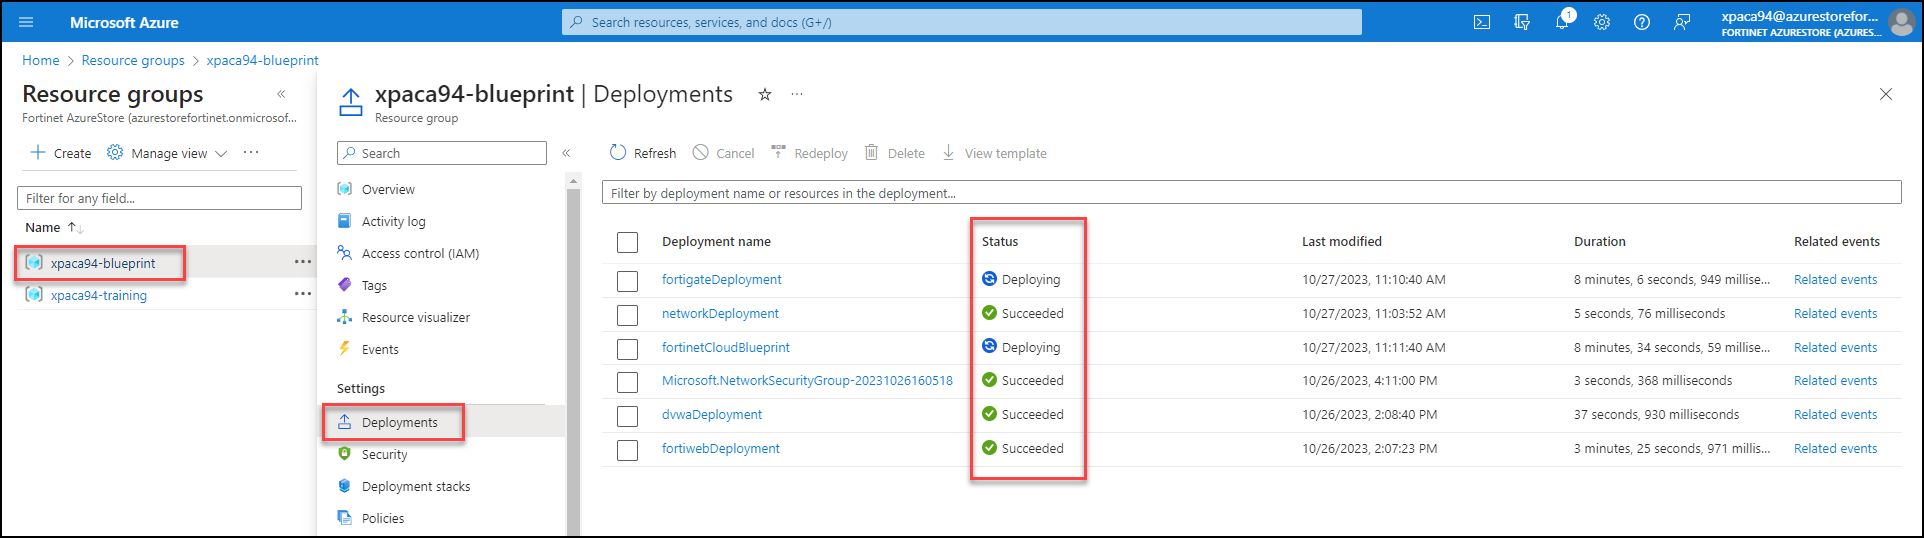 Microsoft Azure
Search resources, services, and docs (G+/)
1
xpaca94@azurestorefor...
FORTINET AZURESTORE (AZURES...
Home > Resource groups > xpaca94-blueprint
Resource groups «
Fortinet AzureStore (azurestorefortinet.onmicrosof...
+ Create Manage view ...
Filter for any field...
Name ↑↓
xpaca94-blueprint ...
xpaca94-training ...
xpaca94-blueprint | Deployments ...
Resource group
Search «
Overview
Activity log
Access control (IAM)
Tags
Resource visualizer
Events
Settings
Deployments
Security
Deployment stacks
Policies
Refresh Cancel Redeploy Delete View template
Filter by deployment name or resources in the deployment...
Deployment name Status Last modified Duration Related events
fortigateDeployment Deploying 10/27/2023, 11:10:40 AM 8 minutes, 6 seconds, 949 millise... Related events
networkDeployment Succeeded 10/27/2023, 11:03:52 AM 5 seconds, 76 milliseconds Related events
fortinetCloudBlueprint Deploying 10/27/2023, 11:11:40 AM 8 minutes, 34 seconds, 59 millise... Related events
Microsoft.NetworkSecurityGroup-20231026160518 Succeeded 10/26/2023, 4:11:00 PM 3 seconds, 368 milliseconds Related events
dvwaDeployment Succeeded 10/26/2023, 2:08:40 PM 37 seconds, 930 milliseconds Related events
fortiwebDeployment Succeeded 10/26/2023, 2:07:23 PM 3 minutes, 25 seconds, 971 millis... Related events